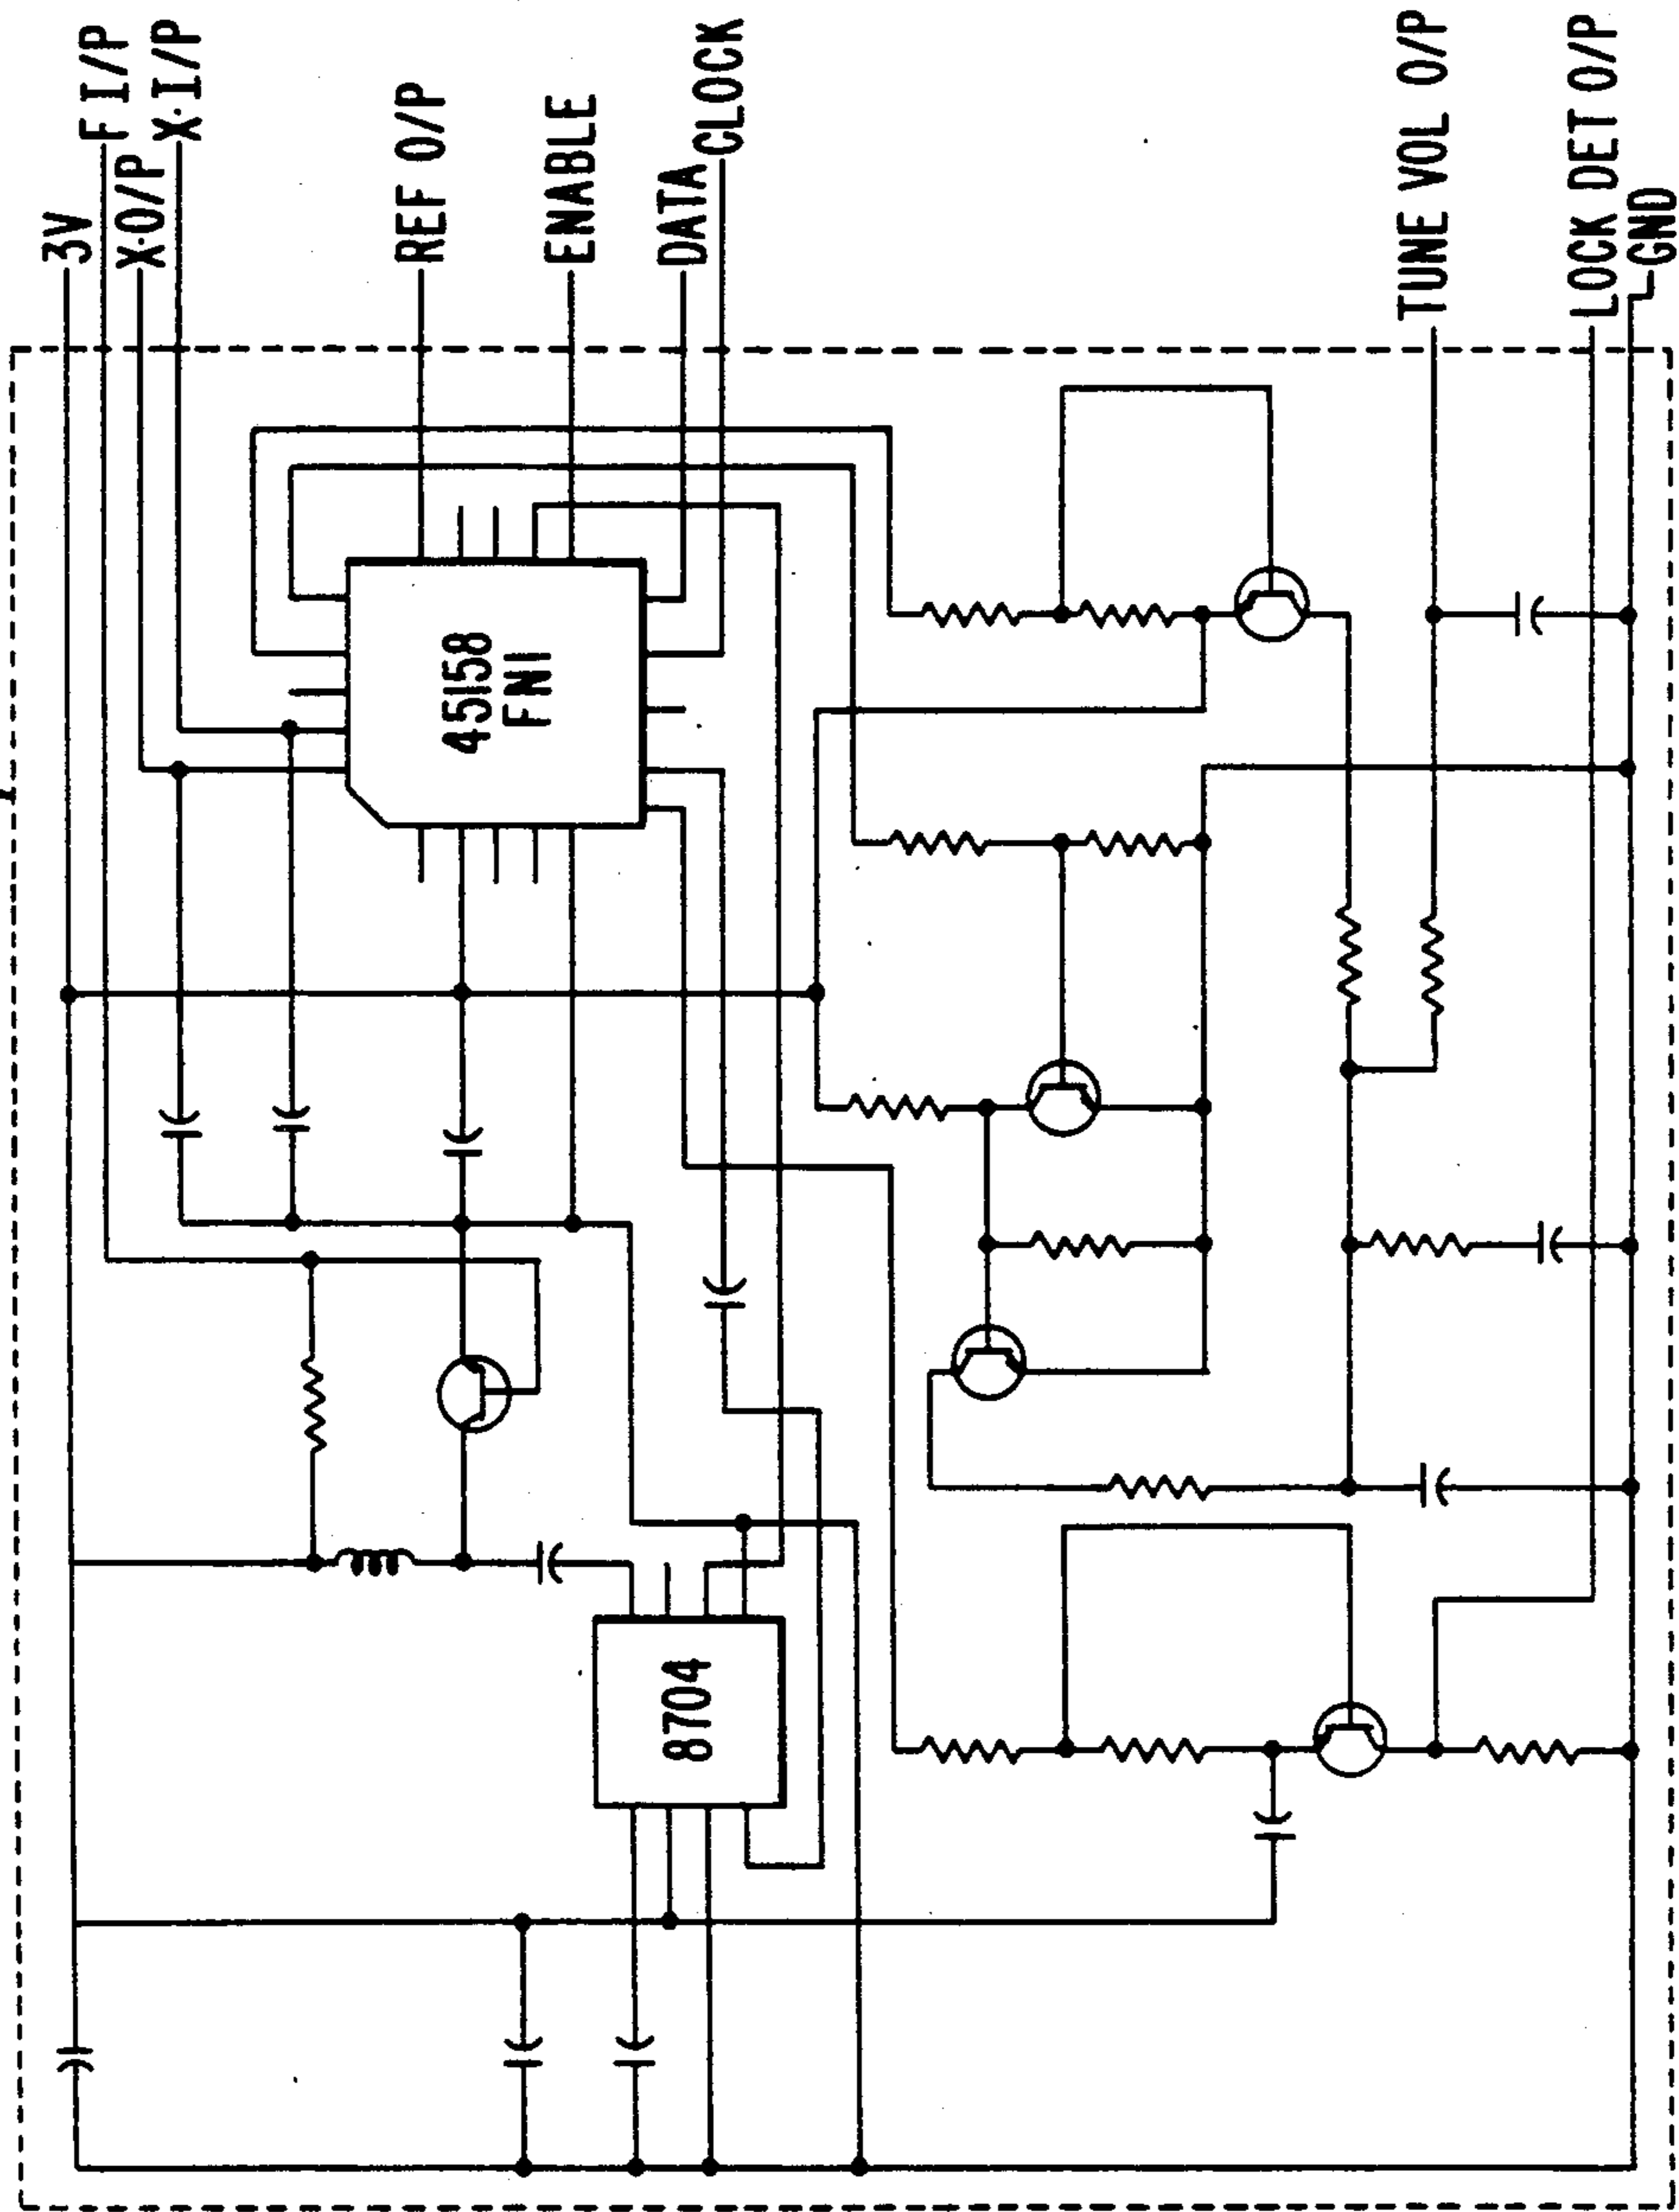 3V
F I/P
X·O/P
X·I/P
REF O/P
ENABLE
DATA
CLOCK
TUNE VOL O/P
LOCK DET O/P
GND
45158
FN1
8704